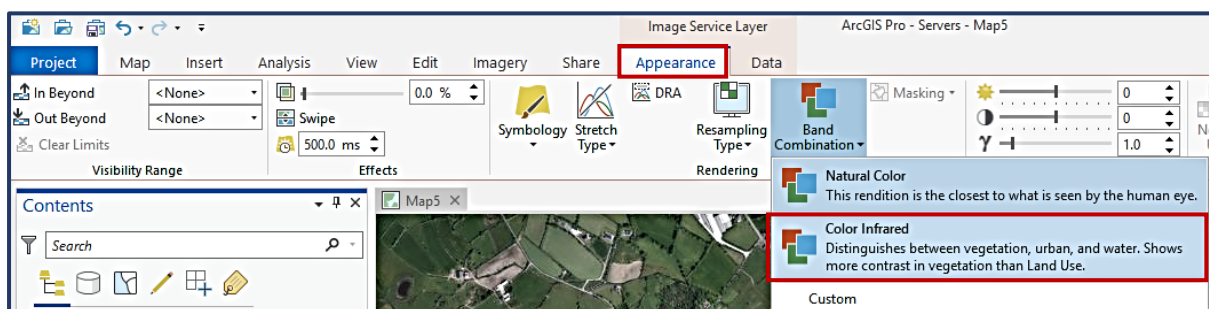 Image Service Layer
ArcGIS Pro - Servers - Map5
Project Map Insert Analysis View Edit Imagery Share Appearance Data
In Beyond <None>
Out Beyond <None>
Clear Limits
Visibility Range
0.0 %
Swipe
500.0 ms
Effects
Symbology
Stretch
Type
DRA
Resampling
Type
Rendering
Band
Combination
Masking
0
0
γ 1.0
Natural Color
This rendition is the closest to what is seen by the human eye.
Color Infrared
Distinguishes between vegetation, urban, and water. Shows
more contrast in vegetation than Land Use.
Custom
Contents
Search
Map5